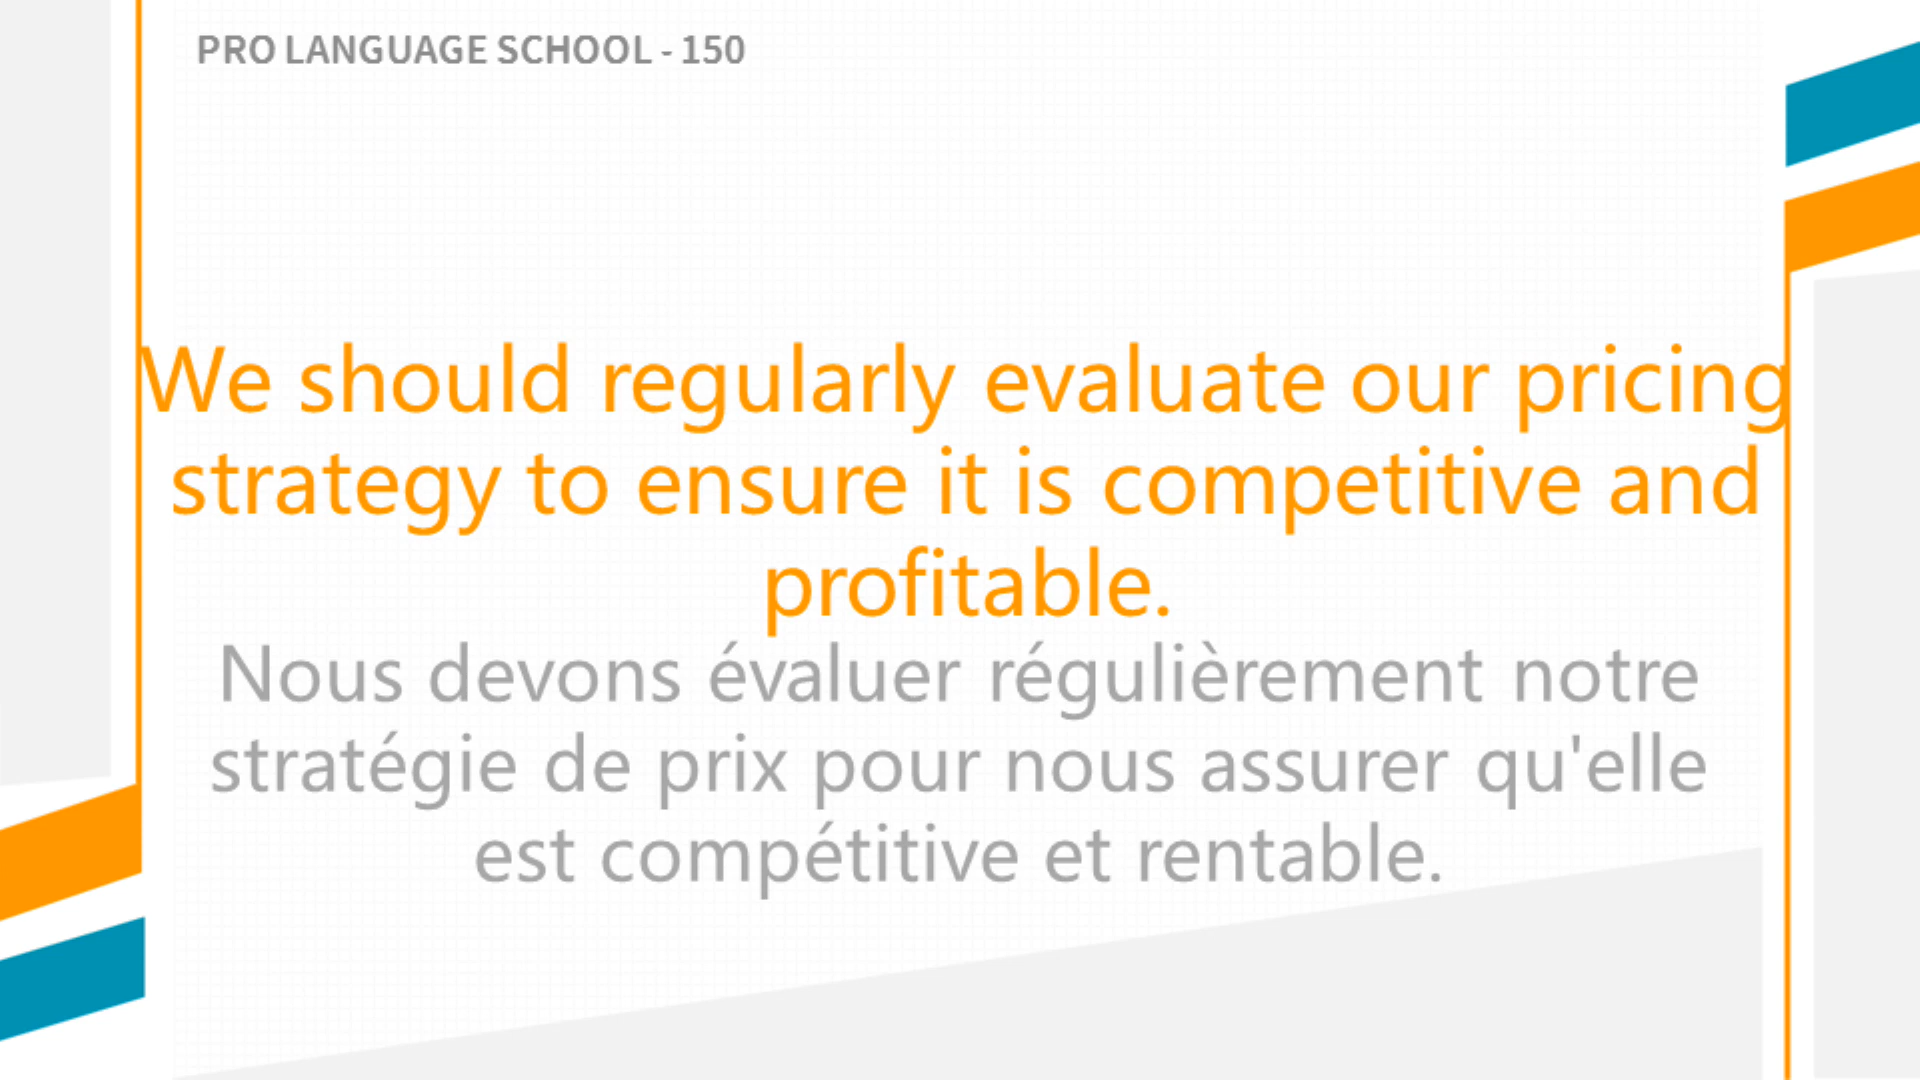 PRO LANGUAGE SCHOOL - 150
We should regularly evaluate our pricing
strategy to ensure it is competitive and
profitable.
Nous devons évaluer régulièrement notre
stratégie de prix pour nous assurer qu'elle
est compétitive et rentable.